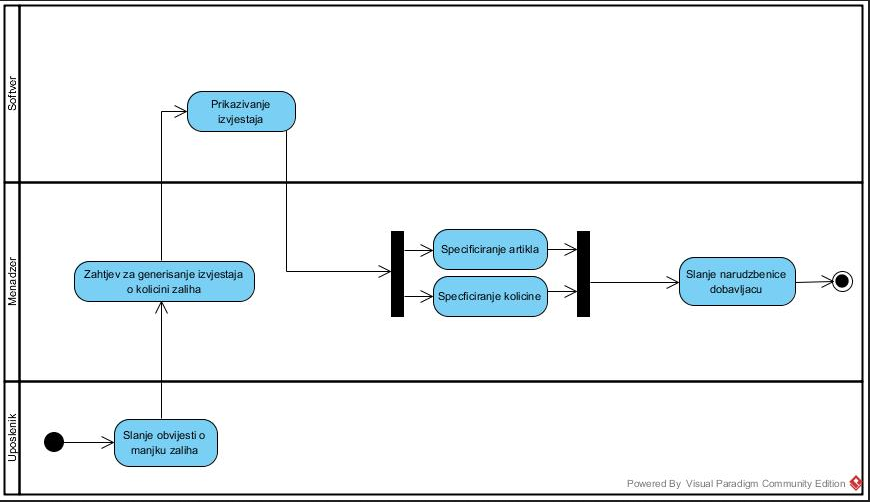 Softver
Prikazivanje
izvjestaja
Menadzer
Zahtjev za generisanje izvjestaja
o kolicini zaliha
Specificiranje artikla
Specficiranje kolicine
Slanje narudzbenice
dobavljacu
Uposlenik
Slanje obvijesti o
manjku zaliha
Powered By Visual Paradigm Community Edition